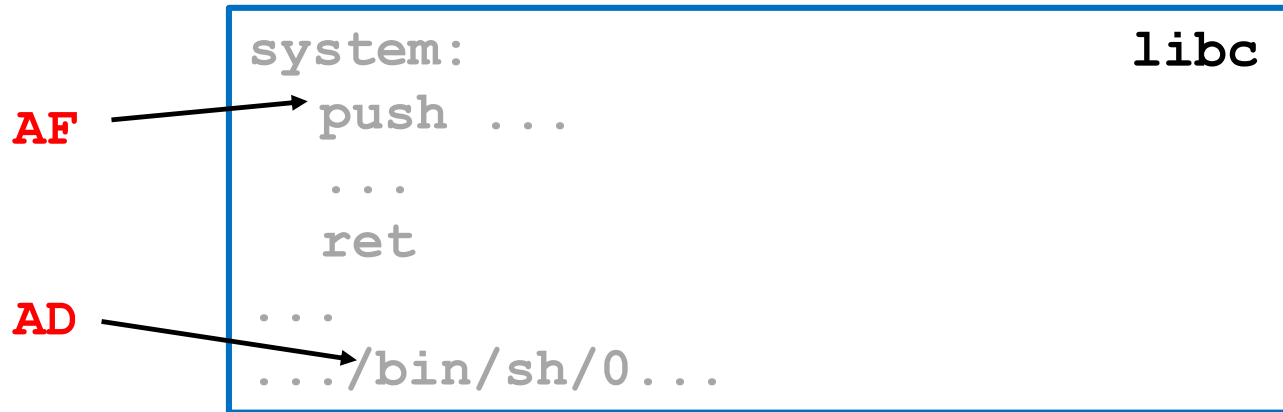 system: libc
AF push ...
...
ret
AD ...
.../bin/sh/0...